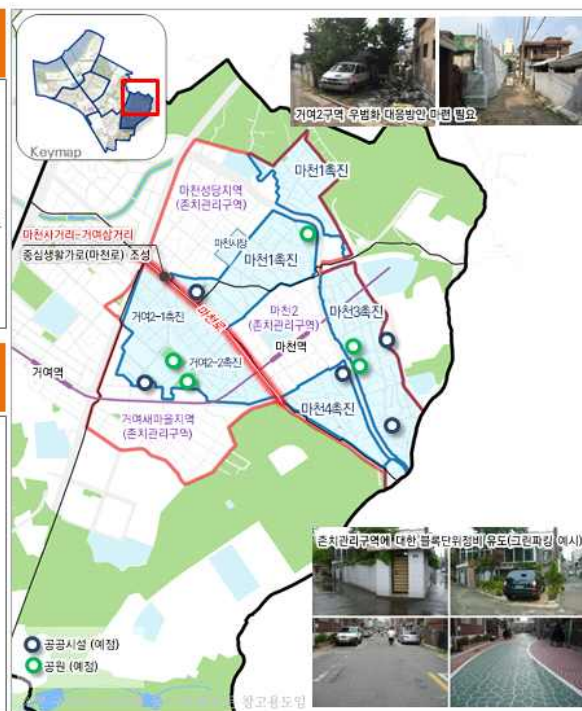 Keymap
거여2구역 우범화 대응방안 마련 필요
마천1촉진
마천성당지역
(존치관리구역)
마천사거리~거여삼거리
중심생활가로(마천로) 조성
마천시장
마천1촉진
마천로
거여2-1촉진
마천2
(존치관리구역)
마천3촉진
거여2-2촉진
마천역
거여역
마천4촉진
거여새마을지역
(존치관리구역)
존치관리구역에 대한 블록단위정비 유도(그린파킹 예시)
공공시설 (예정)
공원 (예정)
참고용도임